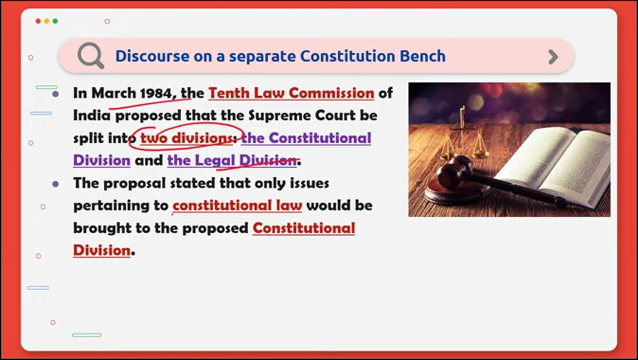 Discourse on a separate Constitution Bench
In March 1984, the Tenth Law Commission of
India proposed that the Supreme Court be
split into two divisions: the Constitutional
Division and the Legal Division.
The proposal stated that only issues
pertaining to constitutional law would be
brought to the proposed Constitutional
Division.